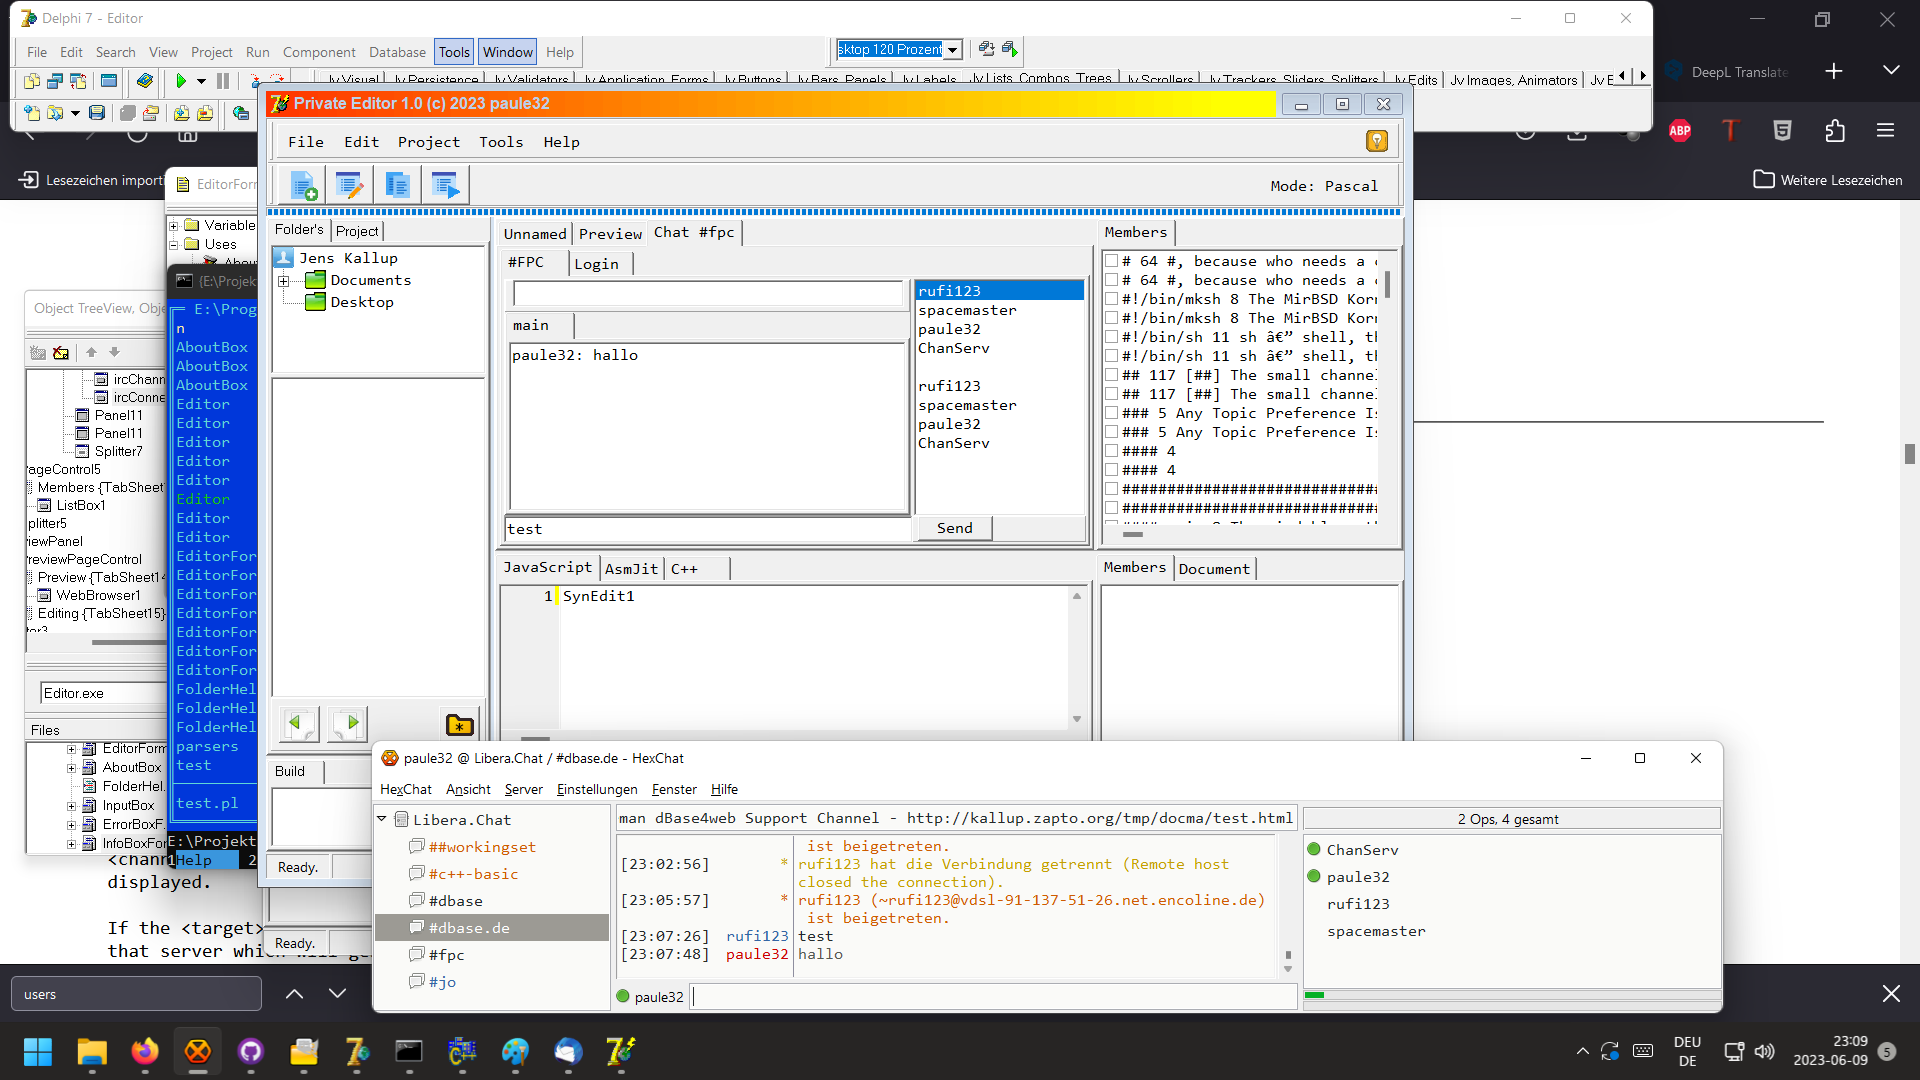 Delphi 7 - Editor
File Edit Search View Project Run Component Database Tools Window Help
sktop 120 Prozent
Jv Visual Jv Persistence Jv Validators Jv Application, Forms Jv Buttons Jv Bars, Panels Jv Labels Jv Lists, Combos, Trees Jv Scrollers Jv Trackers, Sliders, Splitters Jv Edits Jv Images, Animators Jv E
DeepL Translate
ABP
Lesezeichen importi
Weitere Lesezeichen
Private Editor 1.0 (c) 2023 paule32
File Edit Project Tools Help
Mode: Pascal
Folder's Project
Jens Kallup
Documents
Desktop
Unnamed Preview Chat #fpc
#FPC Login
main
paule32: hallo
test
rufi123
spacemaster
paule32
ChanServ
rufi123
spacemaster
paule32
ChanServ
Send
Members
# 64 #, because who needs a c
# 64 #, because who needs a c
#!/bin/mksh 8 The MirBSD Korn
#!/bin/mksh 8 The MirBSD Korn
#!/bin/sh 11 sh â€” shell, th
#!/bin/sh 11 sh â€” shell, th
## 117 [##] The small channel
## 117 [##] The small channel
### 5 Any Topic Preference Is
### 5 Any Topic Preference Is
#### 4
#### 4
JavaScript AsmJit C++
1 SynEdit1
Members Document
Build
Ready.
Ready.
EditorForm
Variable
Uses
{E:\Projekt
E:\Prog
n
AboutBox
AboutBox
AboutBox
Editor
Editor
Editor
Editor
Editor
Editor
Editor
Editor
EditorFor
EditorFor
EditorFor
EditorFor
EditorFor
EditorFor
EditorFor
FolderHel
FolderHel
FolderHel
parsers
test
test.pl
E:\Projekt
1Help 2
Object TreeView, Obje
ircChann
ircConne
Panel11
Panel11
Splitter7
PageControl5
Members {TabSheet
ListBox1
plitter5
iewPanel
reviewPageControl
Preview {TabSheet14
WebBrowser1
Editing {TabSheet15}
Editor.exe
Files
EditorForm
AboutBox
FolderHel.
InputBox
ErrorBoxF.
InfoBoxFor
<chann
displayed.
If the <target>
that server which will ge
paule32 @ Libera.Chat / #dbase.de - HexChat
HexChat Ansicht Server Einstellungen Fenster Hilfe
Libera.Chat
##workingset
#c++-basic
#dbase
#dbase.de
#fpc
#jo
man dBase4web Support Channel - http://kallup.zapto.org/tmp/docma/test.html
ist beigetreten.
[23:02:56] * rufi123 hat die Verbindung getrennt (Remote host
closed the connection).
[23:05:57] * rufi123 (~rufi123@vdsl-91-137-51-26.net.encoline.de)
ist beigetreten.
[23:07:26] rufi123 test
[23:07:48] paule32 hallo
paule32
2 Ops, 4 gesamt
ChanServ
paule32
rufi123
spacemaster
users
DEU
DE
23:09
2023-06-09
5